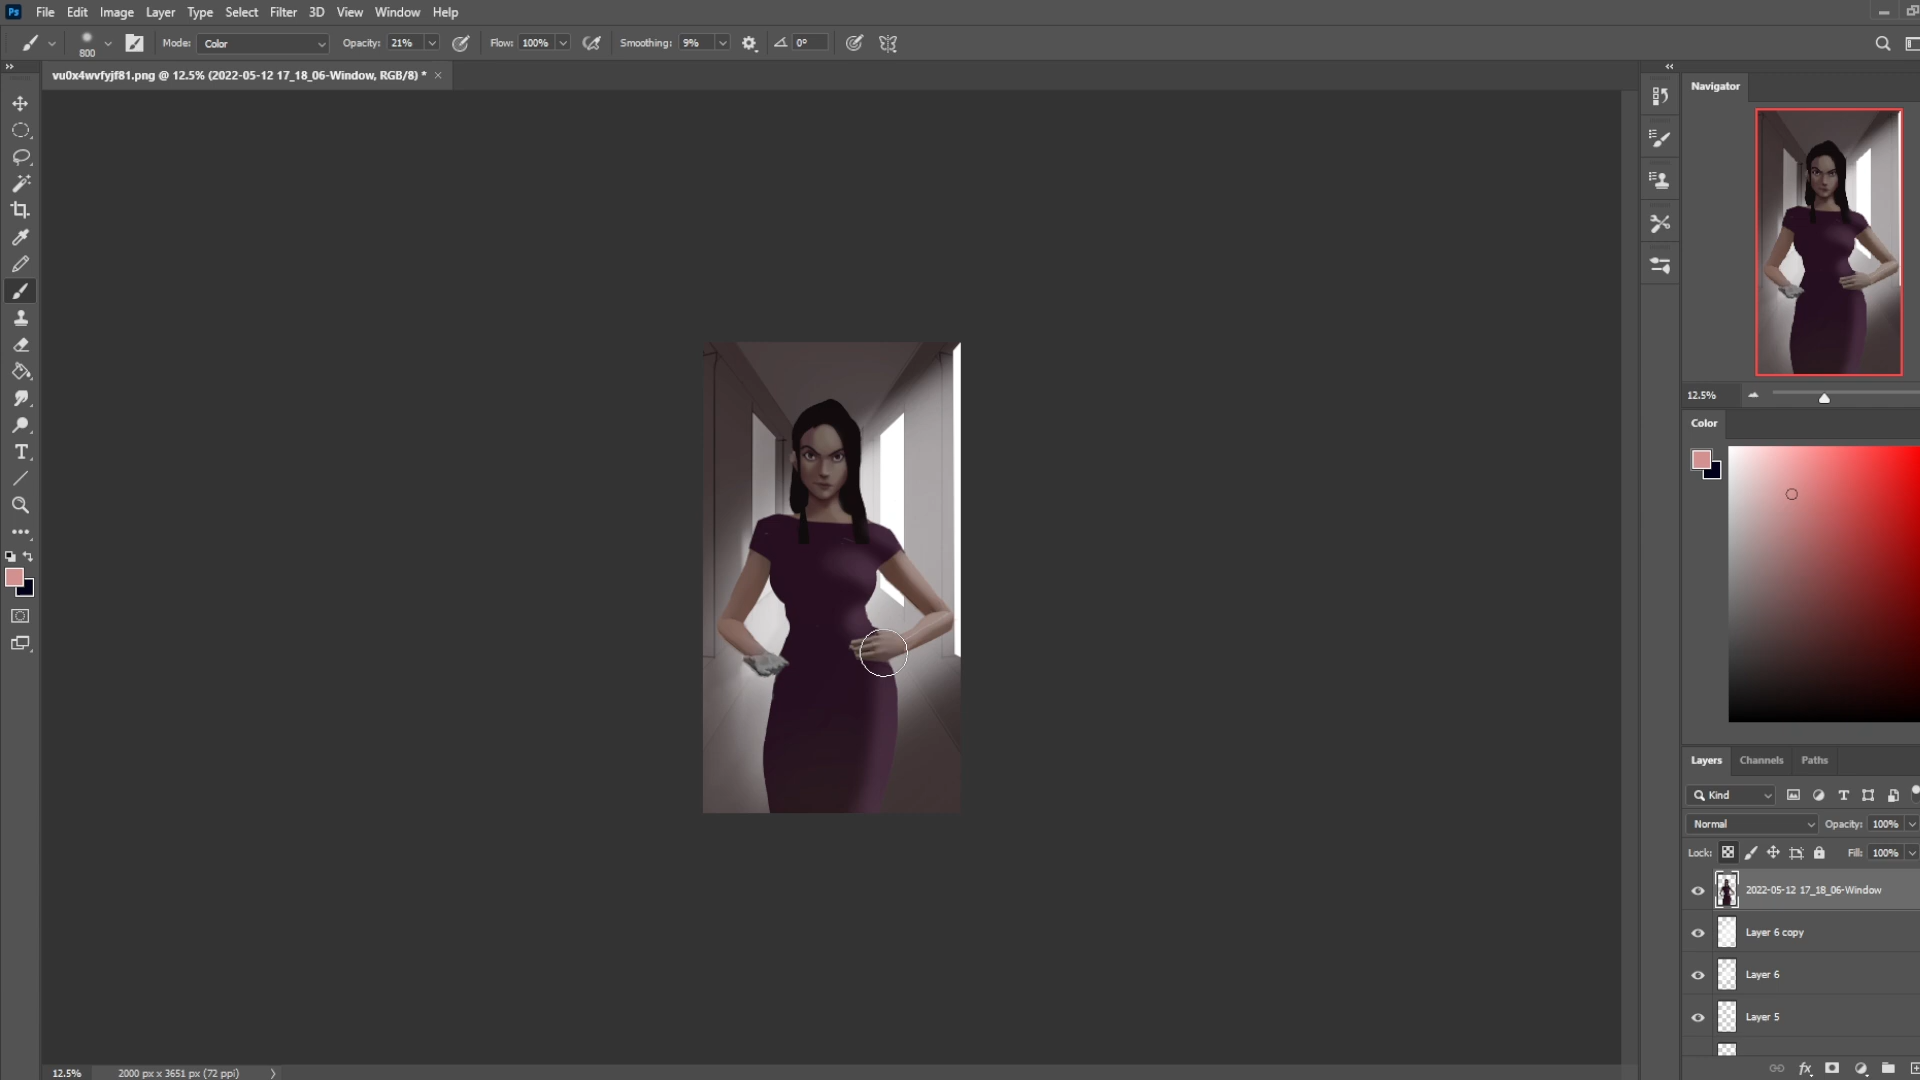 Ps File Edit Image Layer Type Select Filter 3D View Window Help
800 Mode: Color Opacity: 21% Flow: 100% Smoothing: 9% 0°
vu0x4wvfyjf81.png @ 12.5% (2022-05-12 17_18_06-Window, RGB/8) * ×
Navigator
12.5%
Color
Layers Channels Paths
Kind
Normal Opacity: 100%
Lock: Fill: 100%
2022-05-12 17_18_06-Window
Layer 6 copy
Layer 6
Layer 5
fx
12.5% 2000 px x 3651 px (72 ppi)